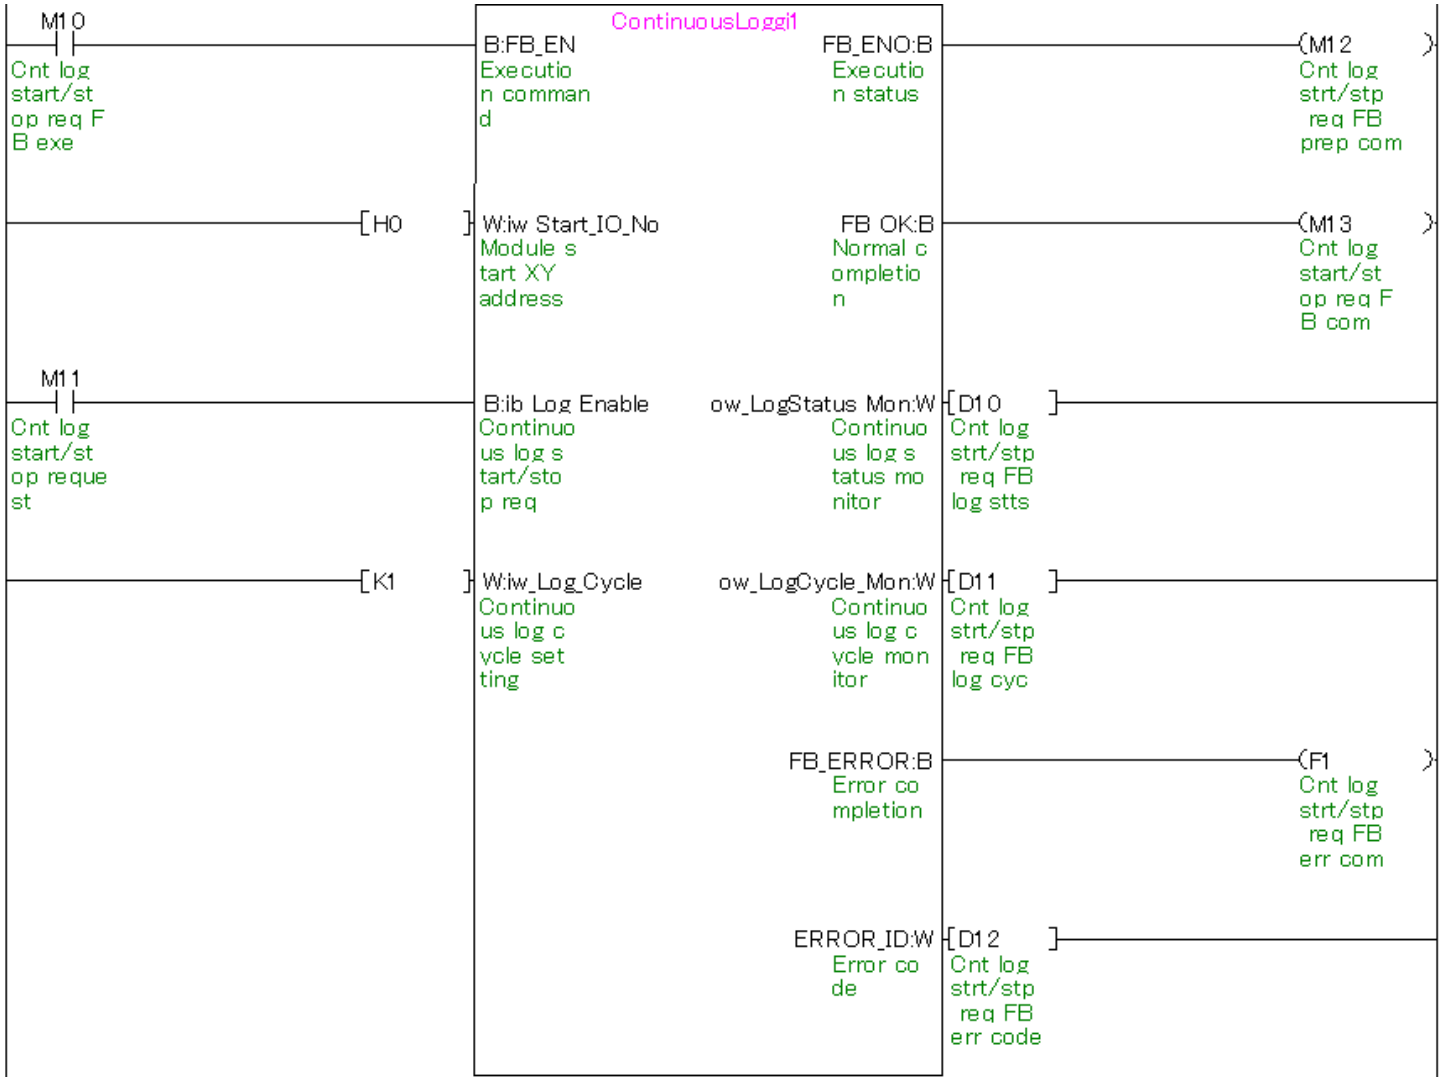 M10
Cnt log
start/st
op req F
B exe
ContinuousLoggi1
B:FB_EN
Executio
n comman
d
FB_ENO:B
Executio
n status
M12
Cnt log
strt/stp
req FB
prep com
H0
W:iw Start_IO_No
Module s
tart XY
address
FB OK:B
Normal c
ompletio
n
M13
Cnt log
start/st
op req F
B com
M11
Cnt log
start/st
op reque
st
B:ib Log Enable
Continuo
us log s
tart/sto
p req
ow_LogStatus Mon:W
Continuo
us log s
tatus mo
nitor
D10
Cnt log
strt/stp
req FB
log stts
K1
W:iw_Log_Cycle
Continuo
us log c
ycle set
ting
ow_LogCycle_Mon:W
Continuo
us log c
ycle mon
itor
D11
Cnt log
strt/stp
req FB
log cyc
FB_ERROR:B
Error co
mpletion
F1
Cnt log
strt/stp
req FB
err com
ERROR_ID:W
Error co
de
D12
Cnt log
strt/stp
req FB
err code